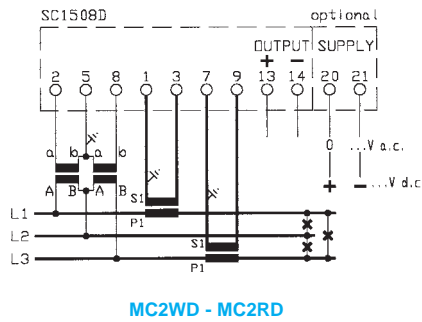 SC1508D optional
OUTPUT SUPPLY
+ −
2 5 8 1 3 7 9 13 14 20 21
a b a b
0 ...V a.c.
A B A B
+ − ...V d.c
S1
L1
P1
L2
S1
L3
P1
MC2WD - MC2RD